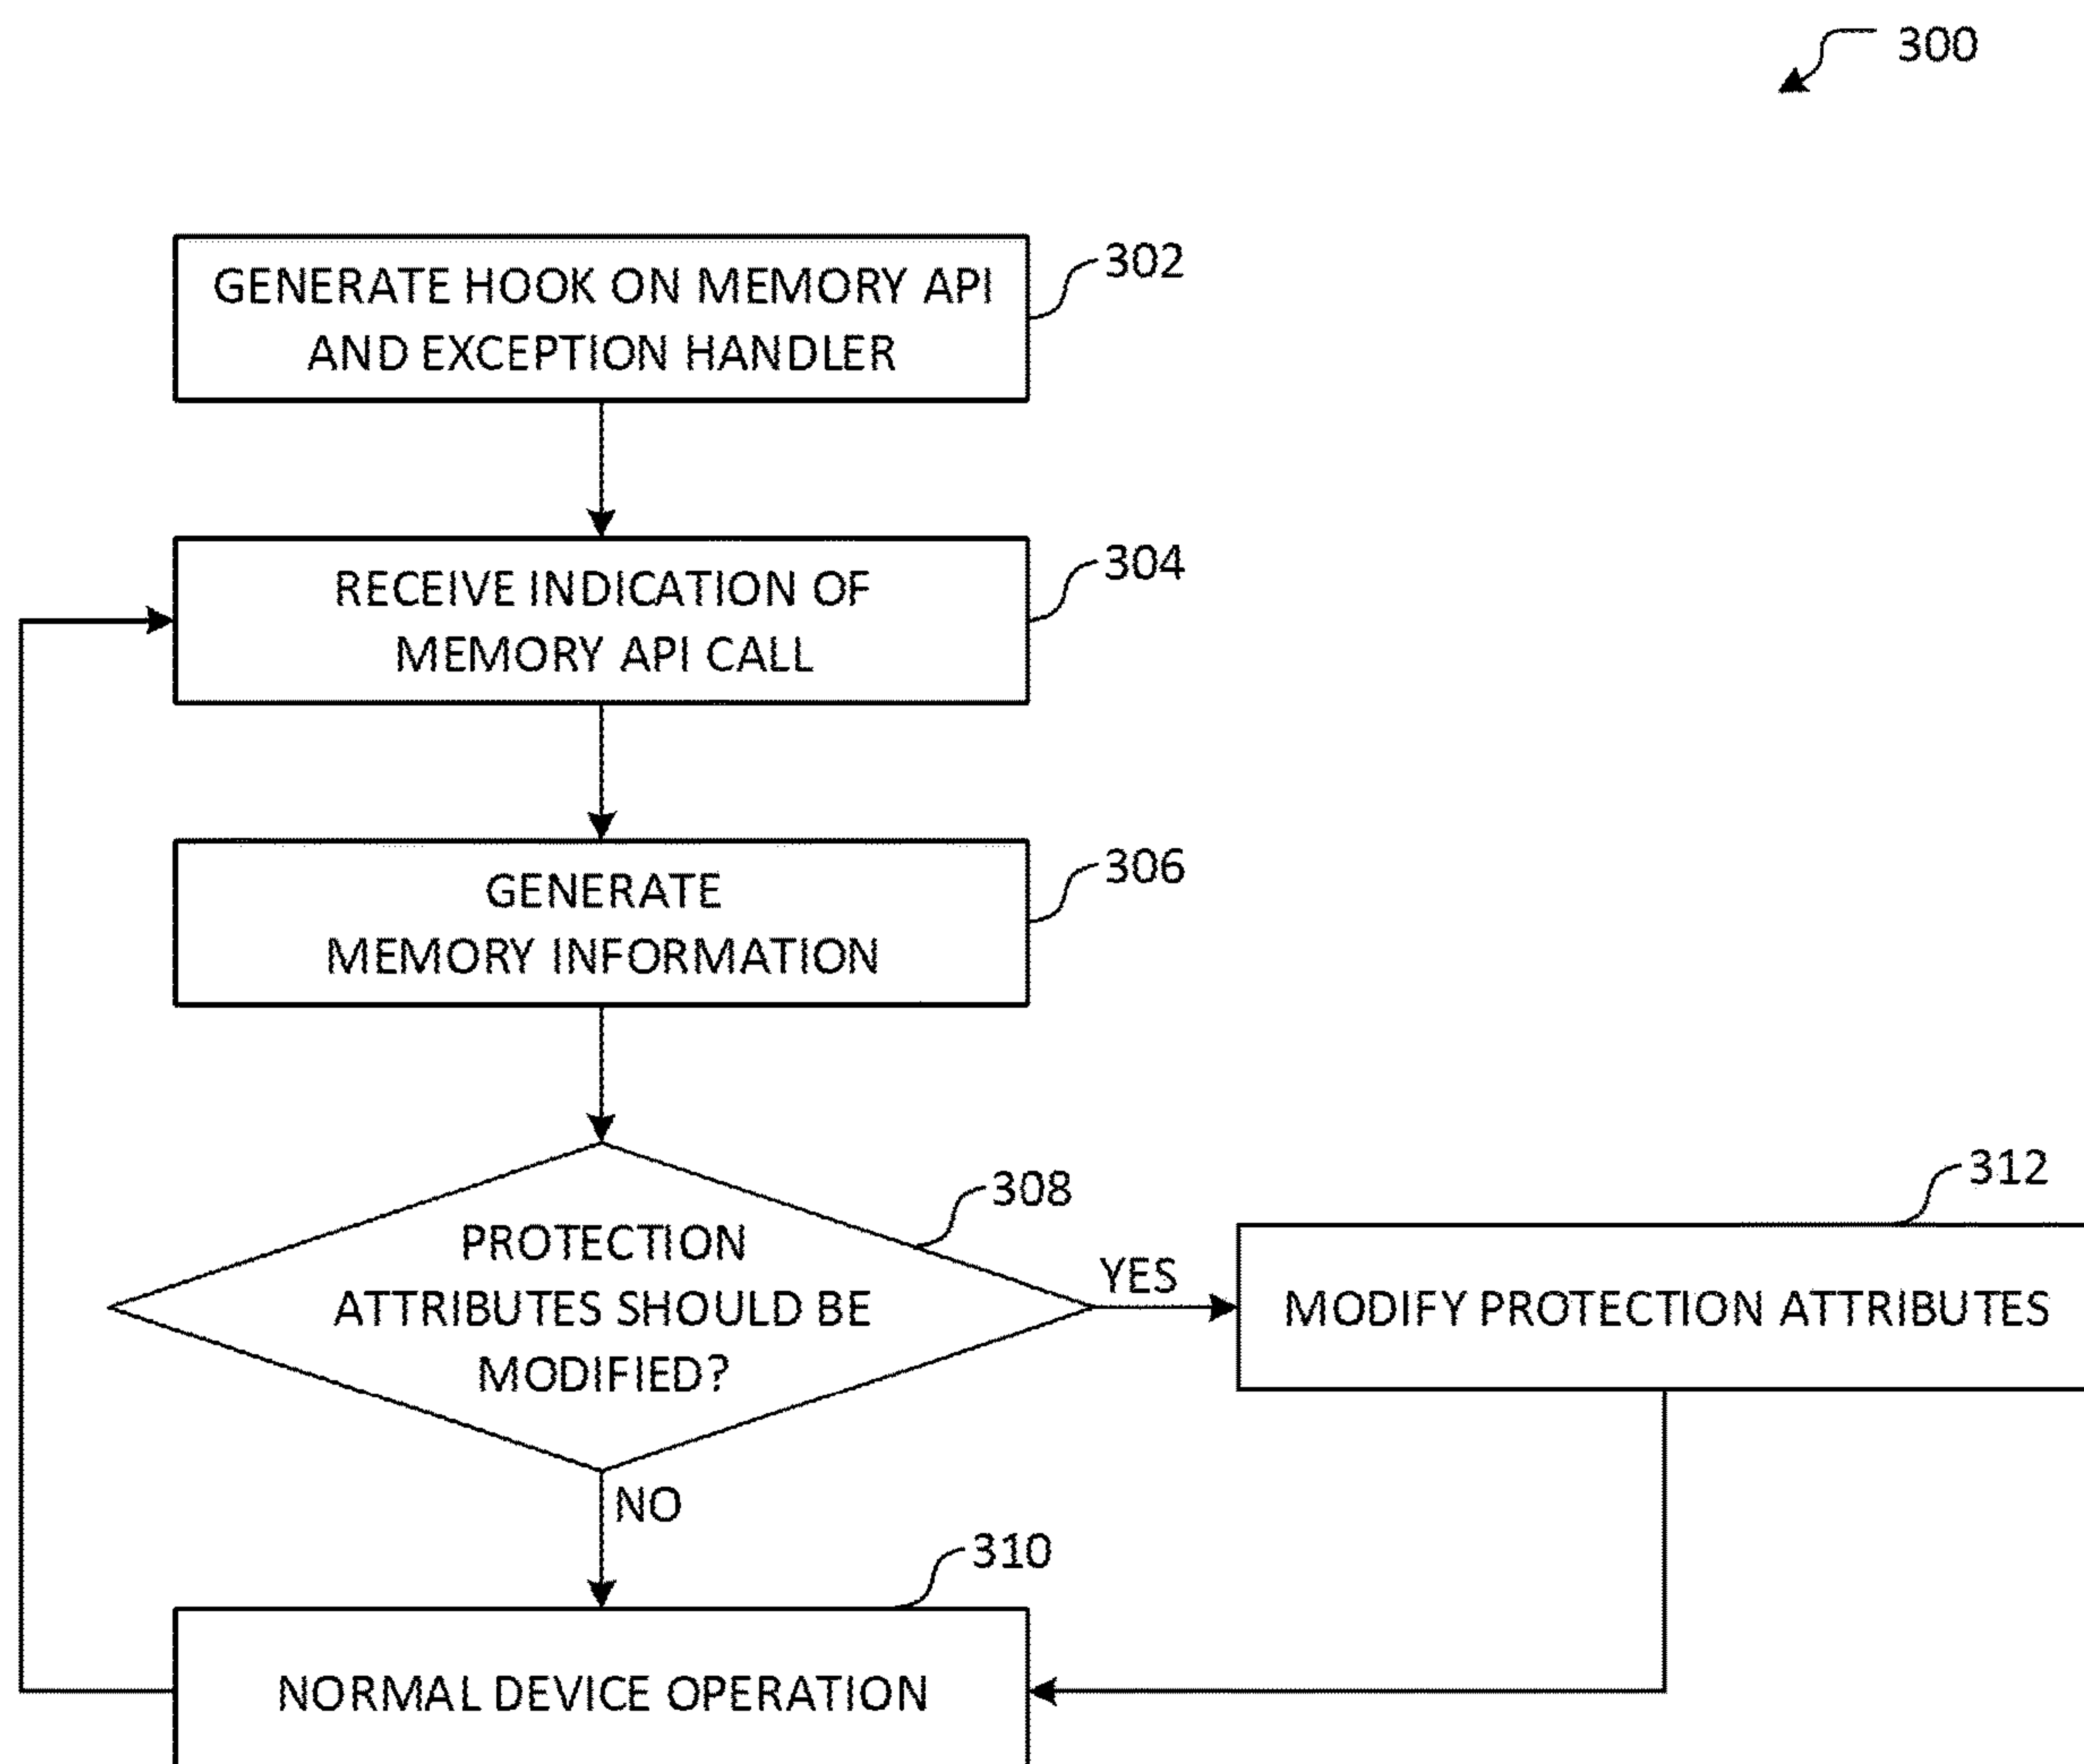 300
GENERATE HOOK ON MEMORY API
AND EXCEPTION HANDLER
302
RECEIVE INDICATION OF
MEMORY API CALL
304
GENERATE
MEMORY INFORMATION
306
PROTECTION
ATTRIBUTES SHOULD BE
MODIFIED?
308
YES
312
MODIFY PROTECTION ATTRIBUTES
NO
310
NORMAL DEVICE OPERATION